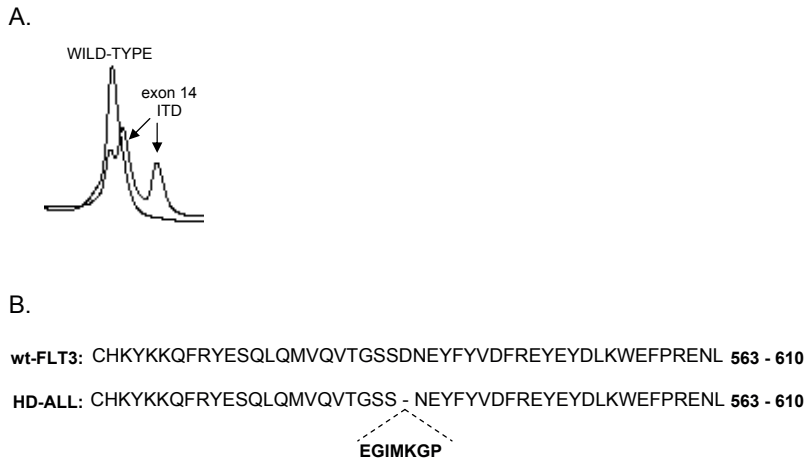 A.
WILD-TYPE
exon 14
ITD
B.
wt-FLT3: CHKYKKQFRYESQLQMVQVTGSSDNEYFYVDFREYEYDLKWEFPRENL 563 - 610
HD-ALL: CHKYKKQFRYESQLQMVQVTGSS - NEYFYVDFREYEYDLKWEFPRENL 563 - 610
EGIMKGP